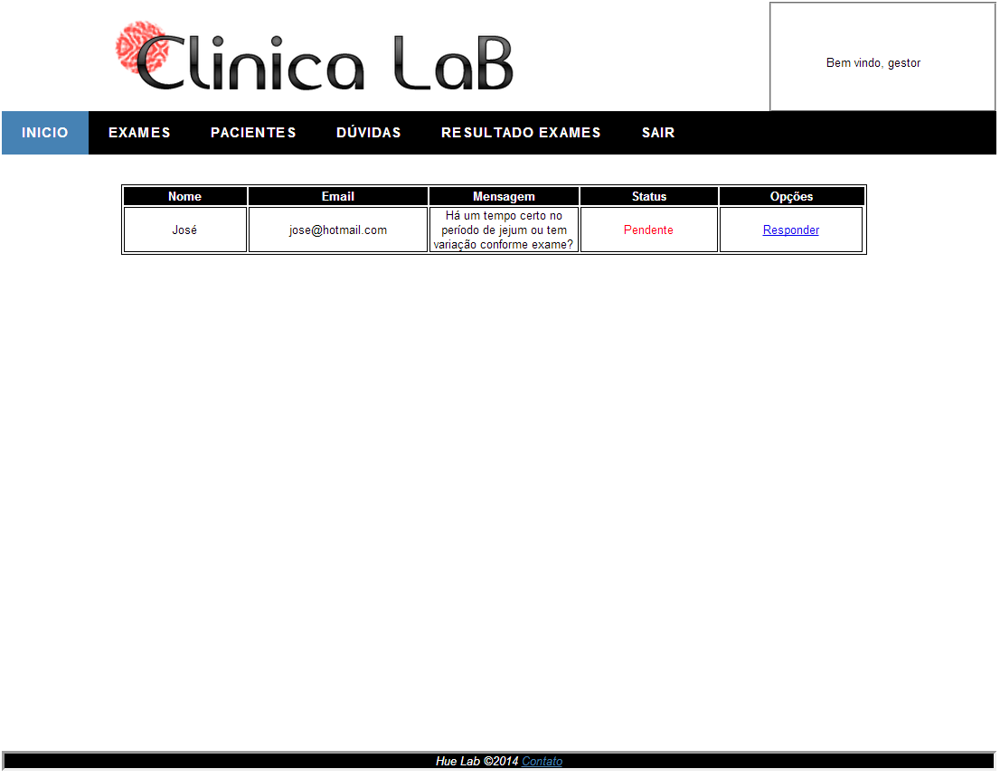 Clinica LaB
Bem vindo, gestor
INICIO EXAMES PACIENTES DÚVIDAS RESULTADO EXAMES SAIR
Nome Email Mensagem Status Opções
José jose@hotmail.com Há um tempo certo no
período de jejum ou tem
variação conforme exame? Pendente Responder
Hue Lab ©2014 Contato